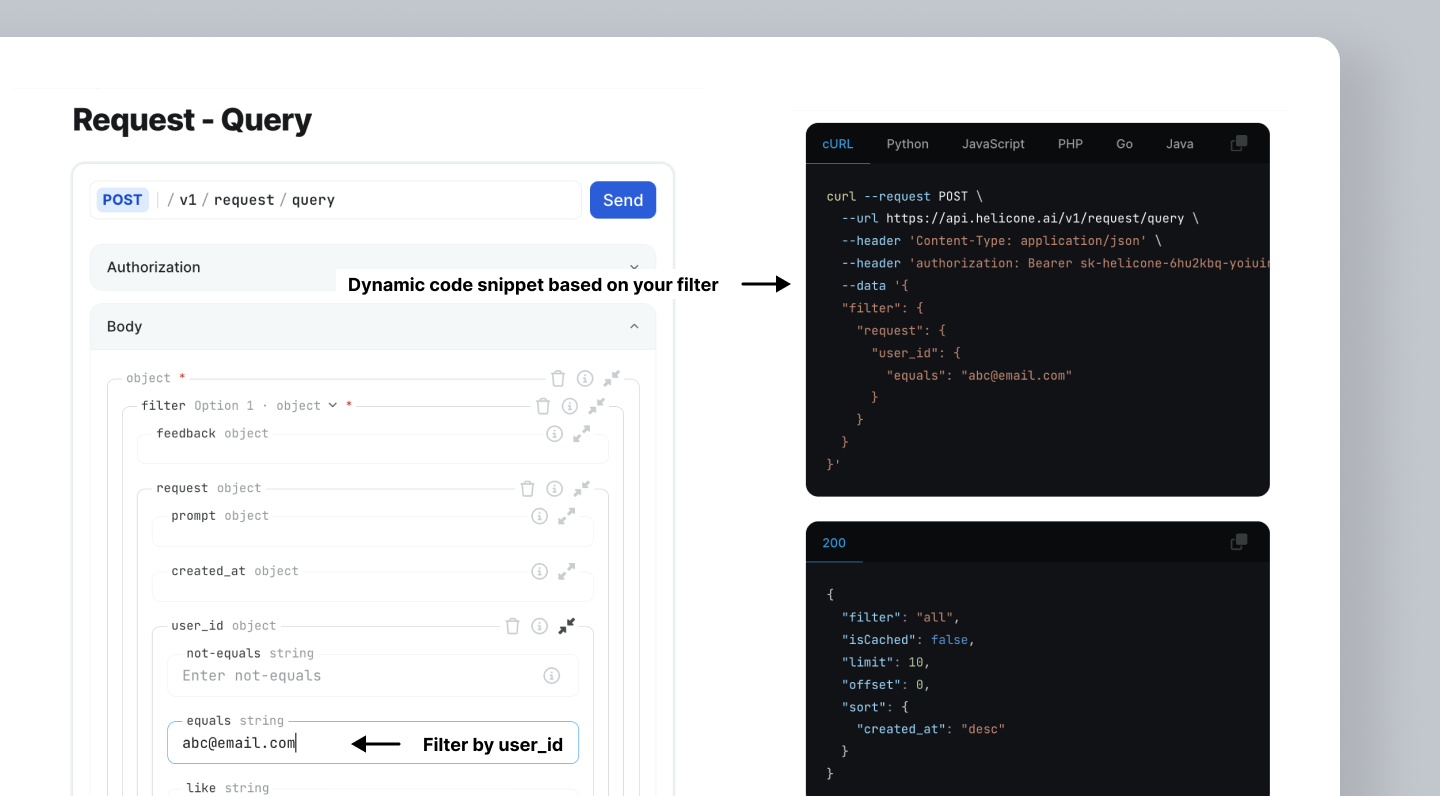 Request - Query
POST / v1 / request / query
Send
Authorization
Dynamic code snippet based on your filter
Body
object *
filter Option 1 · object *
feedback object
request object
prompt object
created_at object
user_id object
not-equals string
Enter not-equals
equals string
abc@email.com
Filter by user_id
like string
cURL Python JavaScript PHP Go Java
curl --request POST \
--url https://api.helicone.ai/v1/request/query \
--header 'Content-Type: application/json' \
--header 'authorization: Bearer sk-helicone-6hu2kbq-yoiuin
--data '{
"filter": {
"request": {
"user_id": {
"equals": "abc@email.com"
}
}
}
}'
200
{
"filter": "all",
"isCached": false,
"limit": 10,
"offset": 0,
"sort": {
"created_at": "desc"
}
}